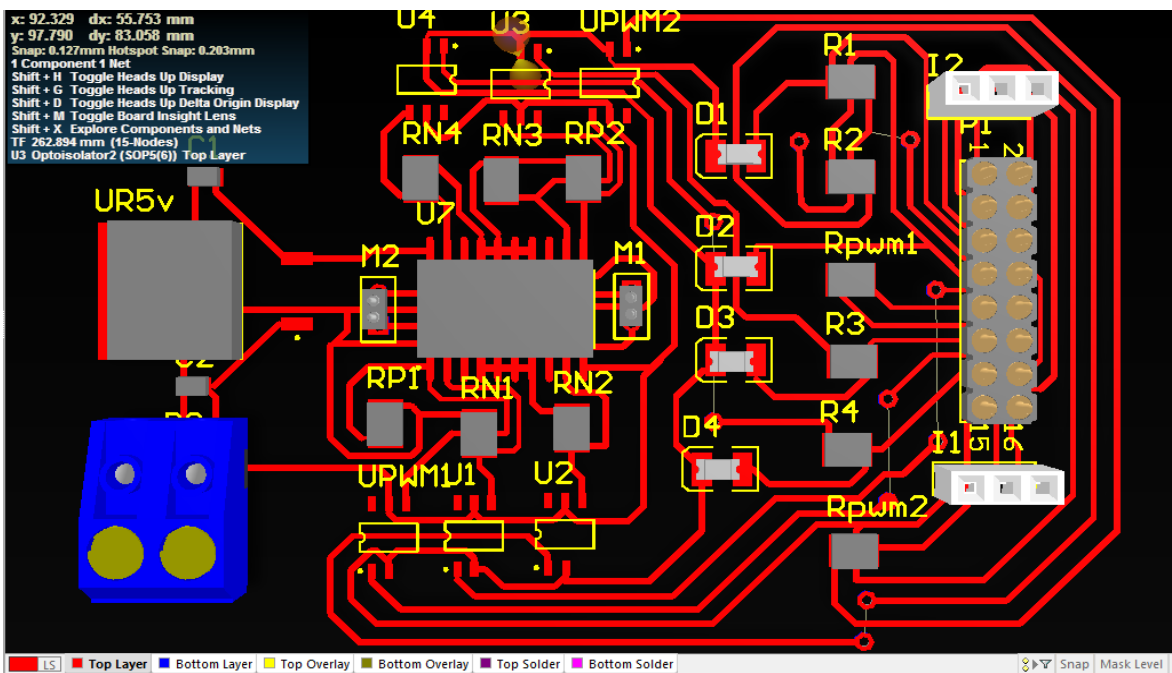 x: 92.329 dx: 55.753 mm
y: 97.790 dy: 83.058 mm
Snap: 0.127mm Hotspot Snap: 0.203mm
1 Component 1 Net
Shift + H Toggle Heads Up Display
Shift + G Toggle Heads Up Tracking
Shift + D Toggle Heads Up Delta Origin Display
Shift + M Toggle Board Insight Lens
Shift + X Explore Components and Nets
TF 262.894 mm (15-Nodes)
U3 Optoisolator2 (SOP5(6)) Top Layer
U4 U3 UPWM2
R1 I2
D1 P1
RN4 RN3 RP2 R2 1 2
UR5v U7
D2
M2 M1 Rpwm1
D3 R3
RP1 RN1 RN2
R4
D4 I1 15 16
UPWM1 U1 U2
Rpwm2
LS Top Layer Bottom Layer Top Overlay Bottom Overlay Top Solder Bottom Solder Snap Mask Level